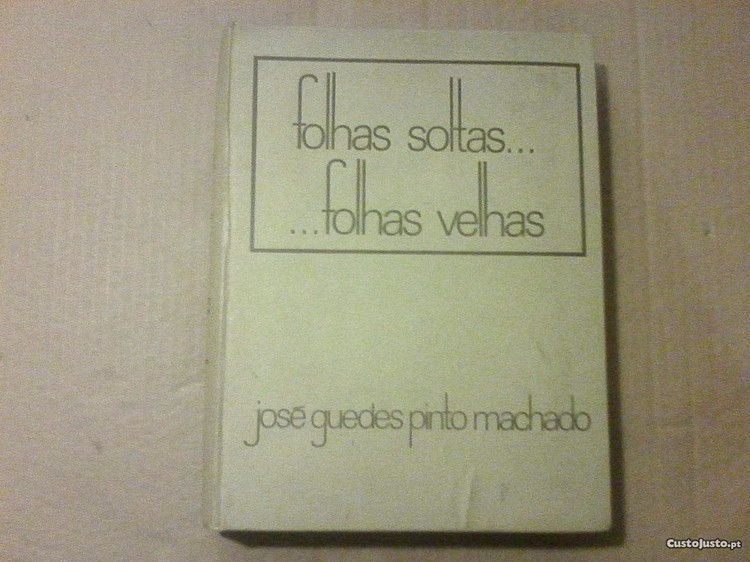 folhas soltas...
...folhas velhas
josé guedes pinto machado
CustoJusto.pt